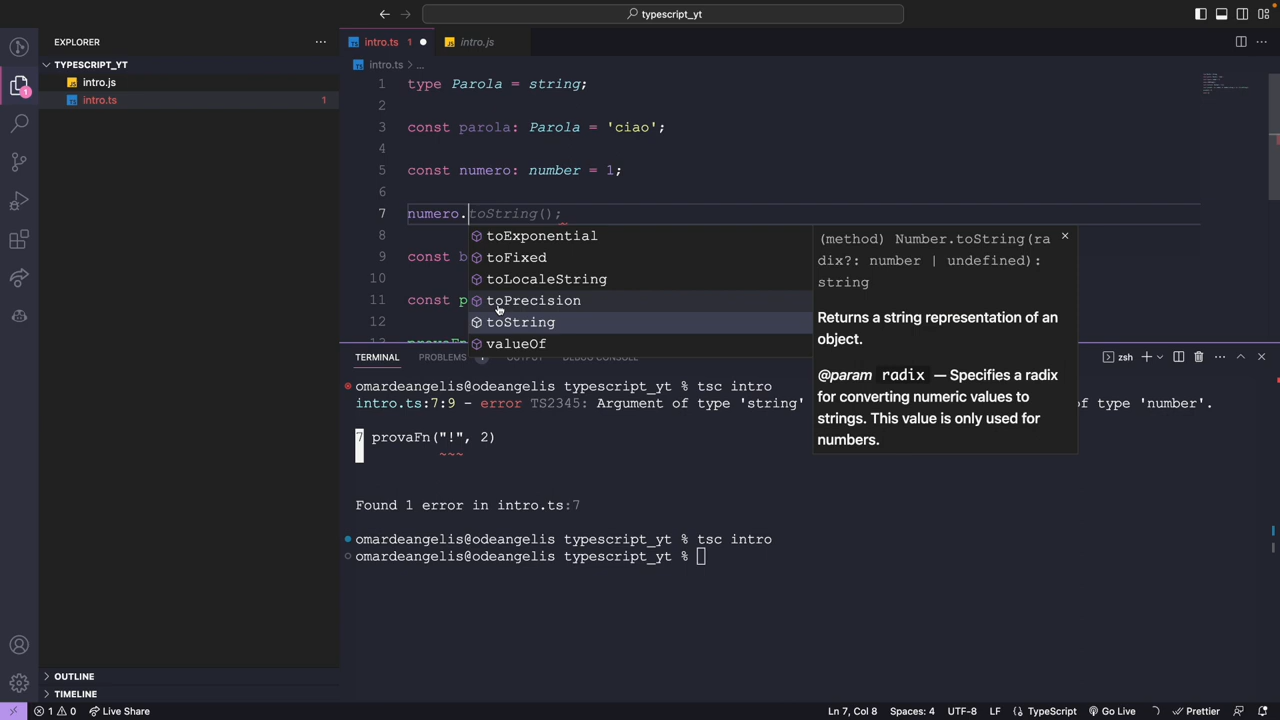 typescript_yt
EXPLORER
TYPESCRIPT_YT
intro.js
intro.ts 1
OUTLINE
TIMELINE
intro.ts 1
intro.js
intro.ts > ...
1 type Parola = string;
2
3 const parola: Parola = 'ciao';
4
5 const numero: number = 1;
6
7 numero.toString();
8
9 const b
10
11 const p
12
provaFn
toExponential
toFixed
toLocaleString
toPrecision
toString
valueOf
(method) Number.toString(ra
dix?: number | undefined):
string
Returns a string representation of an
object.
@param radix — Specifies a radix
for converting numeric values to
strings. This value is only used for
numbers.
TERMINAL PROBLEMS 1 OUTPUT DEBUG CONSOLE
zsh
omardeangelis@odeangelis typescript_yt % tsc intro
intro.ts:7:9 - error TS2345: Argument of type 'string' of type 'number'.
7 provaFn("!", 2)
~~~
Found 1 error in intro.ts:7
omardeangelis@odeangelis typescript_yt % tsc intro
omardeangelis@odeangelis typescript_yt %
1 0 Live Share Ln 7, Col 8 Spaces: 4 UTF-8 LF {} TypeScript Go Live Prettier